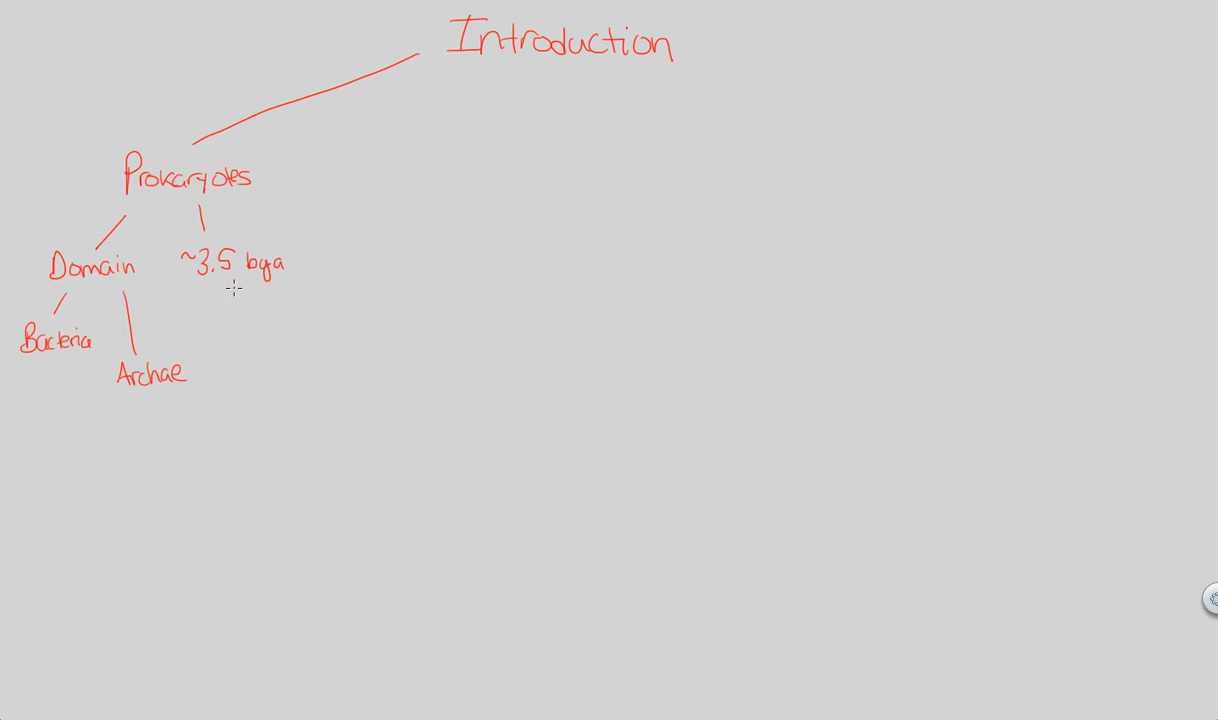 Introduction
Prokaryotes
Domain
~3.5 bya
Bacteria
Archae